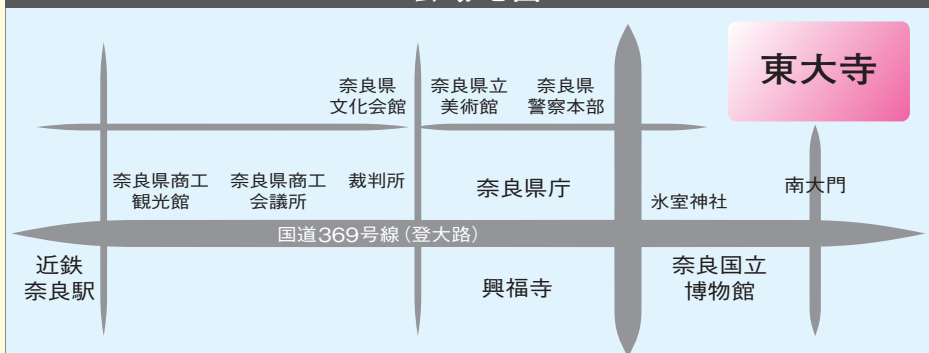 東大寺
奈良県
文化会館
奈良県立
美術館
奈良県
警察本部
奈良県商工
観光館
奈良県商工
会議所
裁判所
奈良県庁
氷室神社
南大門
国道369号線(登大路)
近鉄
奈良駅
興福寺
奈良国立
博物館